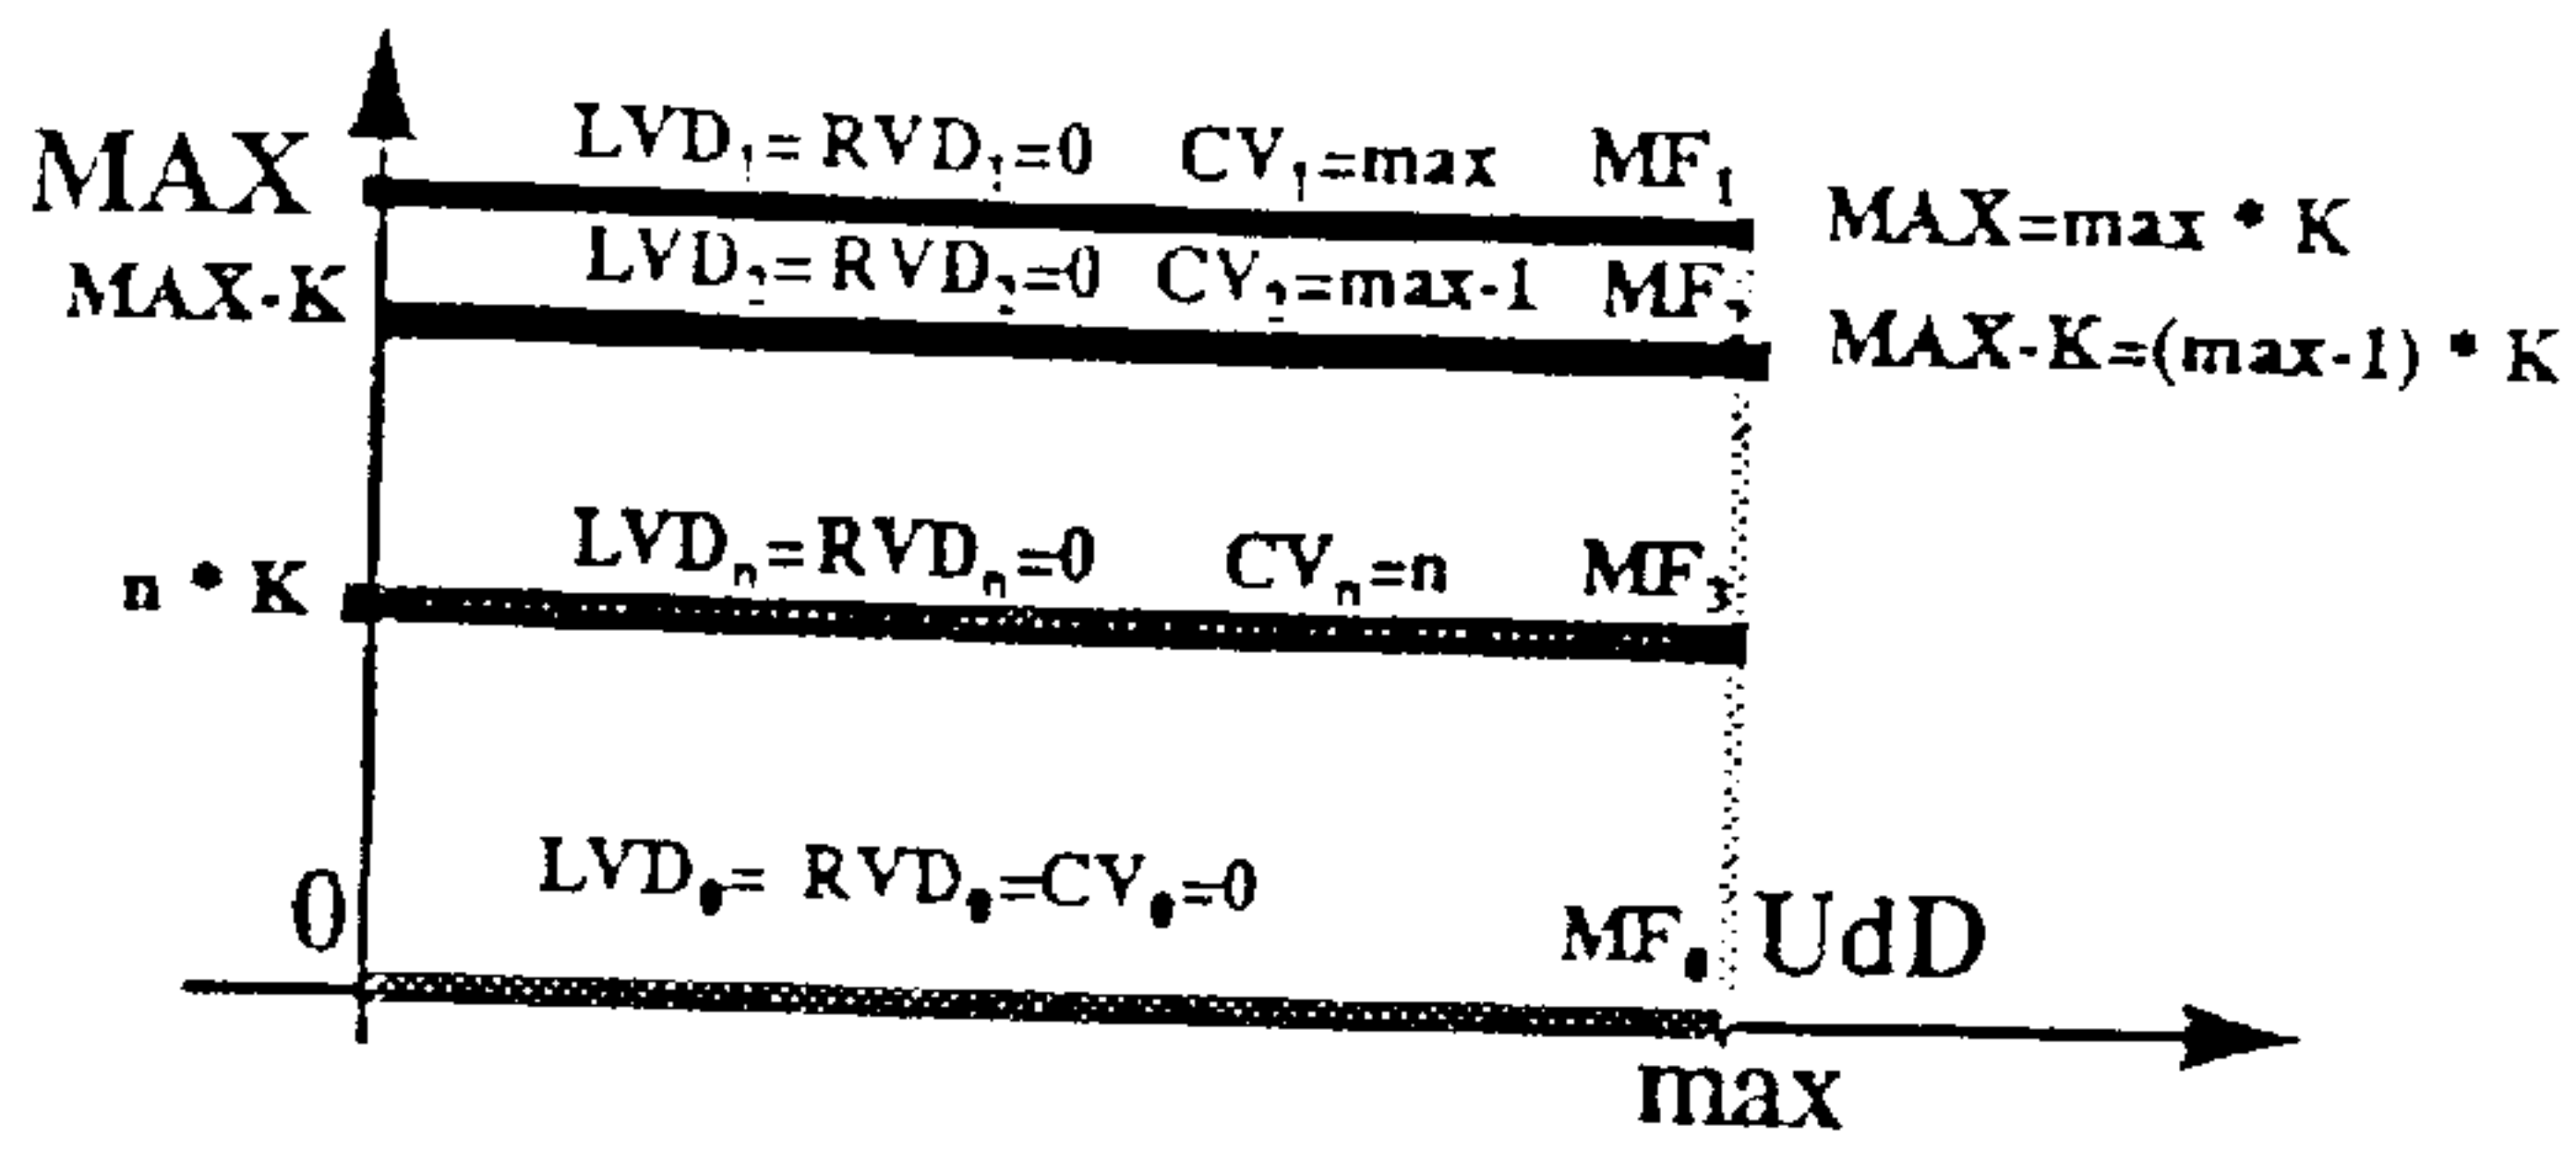 LVD₁=RVD₁=0 CV₁=max MF₁
MAX
MAX=max * K
LVD₂=RVD₂=0 CV₂=max-1 MF₂
MAX-K
MAX-K=(max-1) * K
LVDₙ=RVDₙ=0 CVₙ=n MF₃
n * K
LVD₀= RVD₀=CV₀=0
0
MF₀ UdD
max